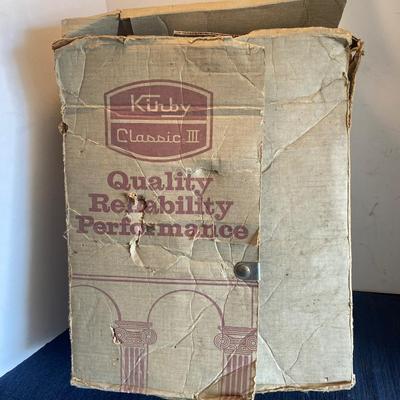 Kirby
Classic III
Quality
Reliability
Performance